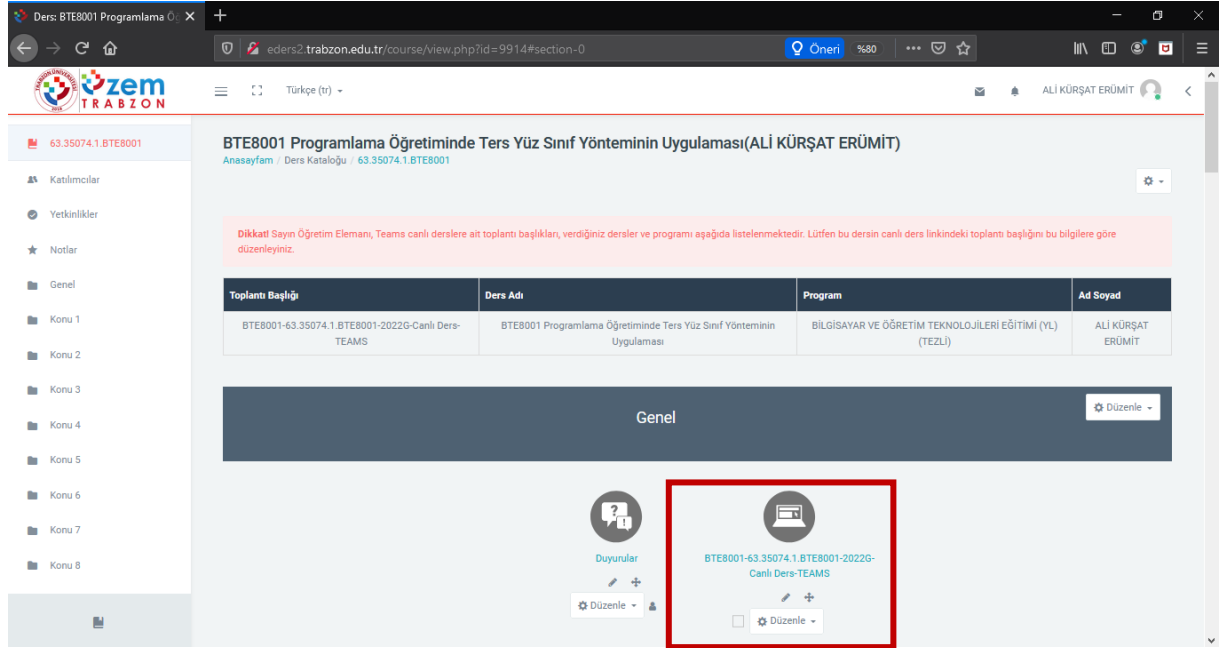 Ders: BTE8001 Programlama Öğ
eders2.trabzon.edu.tr/course/view.php?id=9914#section-0
Öneri
%80
üzem
TRABZON
Türkçe (tr)
ALİ KÜRŞAT ERÜMİT
63.35074.1.BTE8001
Katılımcılar
Yetkinlikler
Notlar
Genel
Konu 1
Konu 2
Konu 3
Konu 4
Konu 5
Konu 6
Konu 7
Konu 8
BTE8001 Programlama Öğretiminde Ters Yüz Sınıf Yönteminin Uygulaması(ALİ KÜRŞAT ERÜMİT)
Anasayfam / Ders Kataloğu / 63.35074.1.BTE8001
Dikkat! Sayın Öğretim Elemanı, Teams canlı derslere ait toplantı başlıkları, verdiğiniz dersler ve programı aşağıda listelenmektedir. Lütfen bu dersin canlı ders linkindeki toplantı başlığını bu bilgilere göre
düzenleyiniz.
Toplantı Başlığı Ders Adı Program Ad Soyad
BTE8001-63.35074.1.BTE8001-2022G-Canlı Ders-
TEAMS
BTE8001 Programlama Öğretiminde Ters Yüz Sınıf Yönteminin
Uygulaması
BİLGİSAYAR VE ÖĞRETİM TEKNOLOJİLERİ EĞİTİMİ (YL)
(TEZLİ)
ALİ KÜRŞAT
ERÜMİT
Genel
Düzenle
Duyurular
Düzenle
BTE8001-63.35074.1.BTE8001-2022G-
Canlı Ders-TEAMS
Düzenle